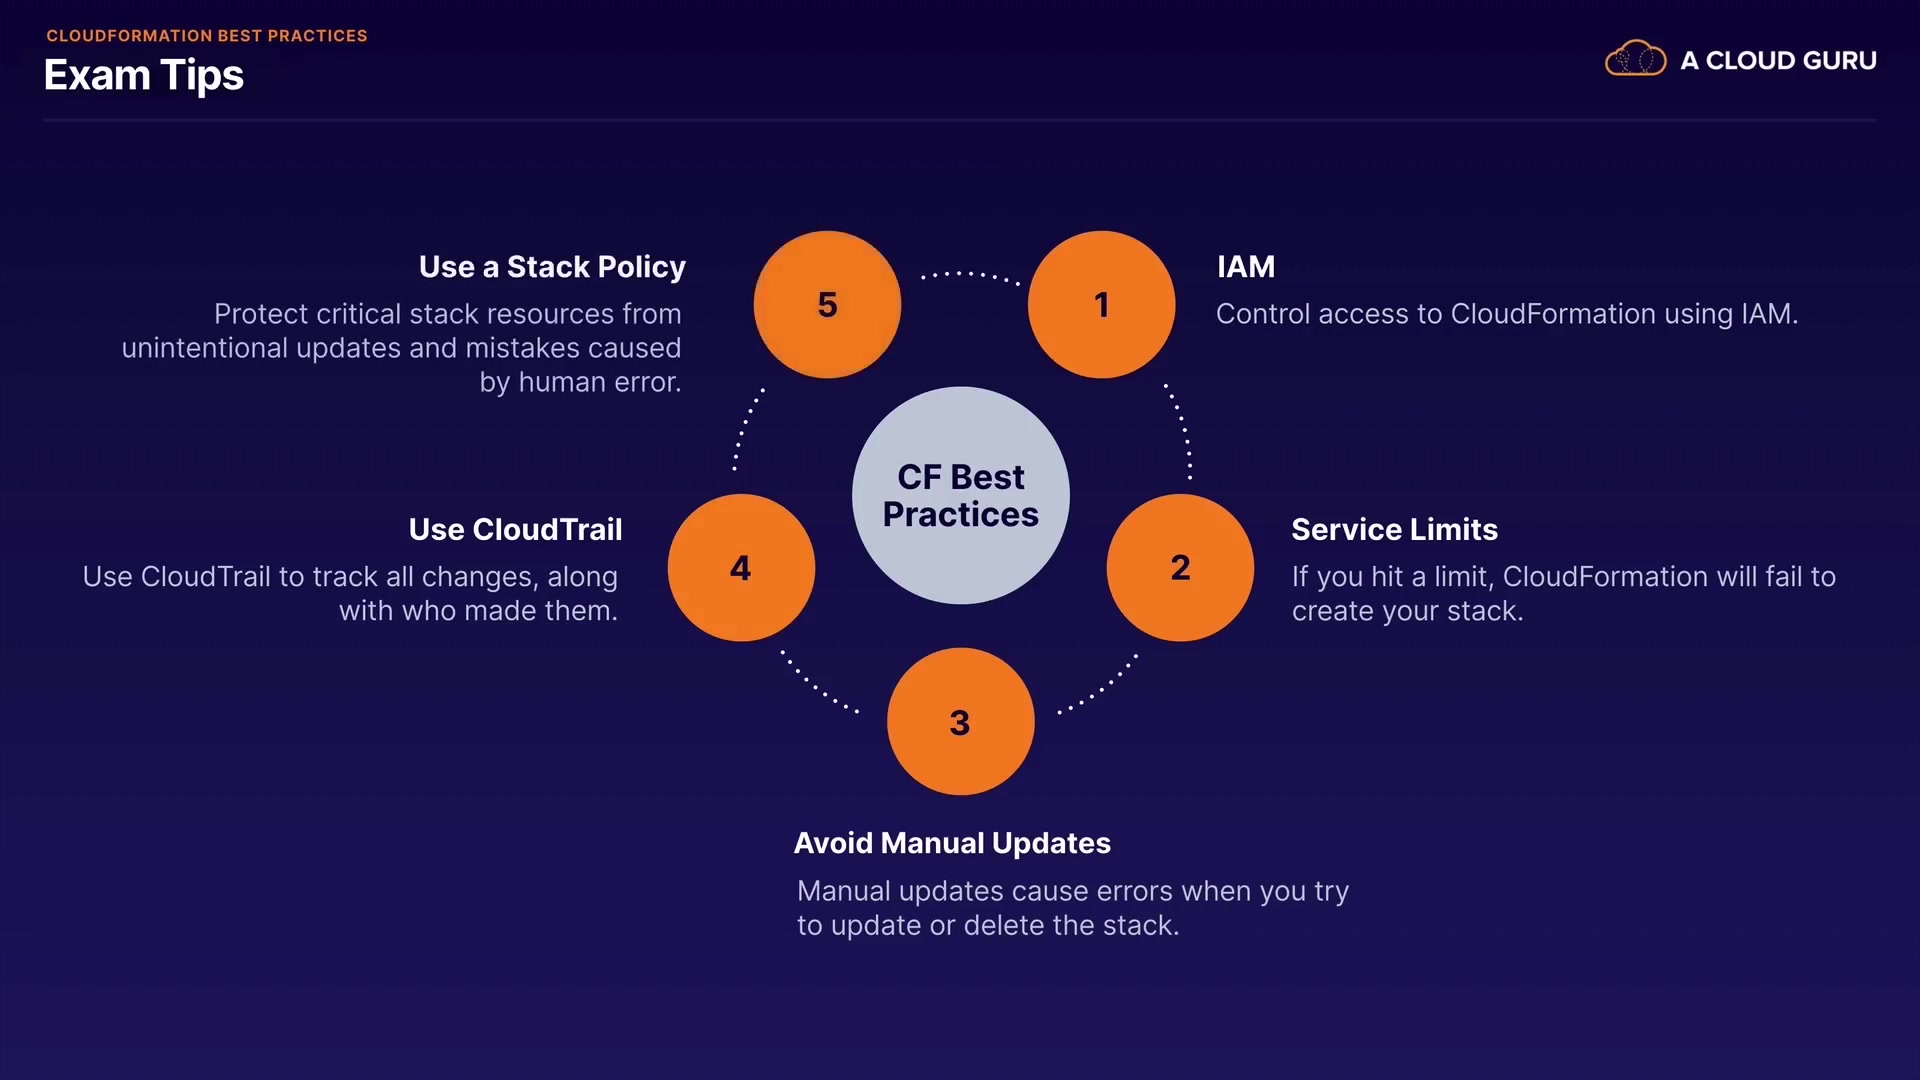 CLOUDFORMATION BEST PRACTICES
Exam Tips
A CLOUD GURU
CF Best
Practices
1
IAM
Control access to CloudFormation using IAM.
2
Service Limits
If you hit a limit, CloudFormation will fail to
create your stack.
3
Avoid Manual Updates
Manual updates cause errors when you try
to update or delete the stack.
4
Use CloudTrail
Use CloudTrail to track all changes, along
with who made them.
5
Use a Stack Policy
Protect critical stack resources from
unintentional updates and mistakes caused
by human error.